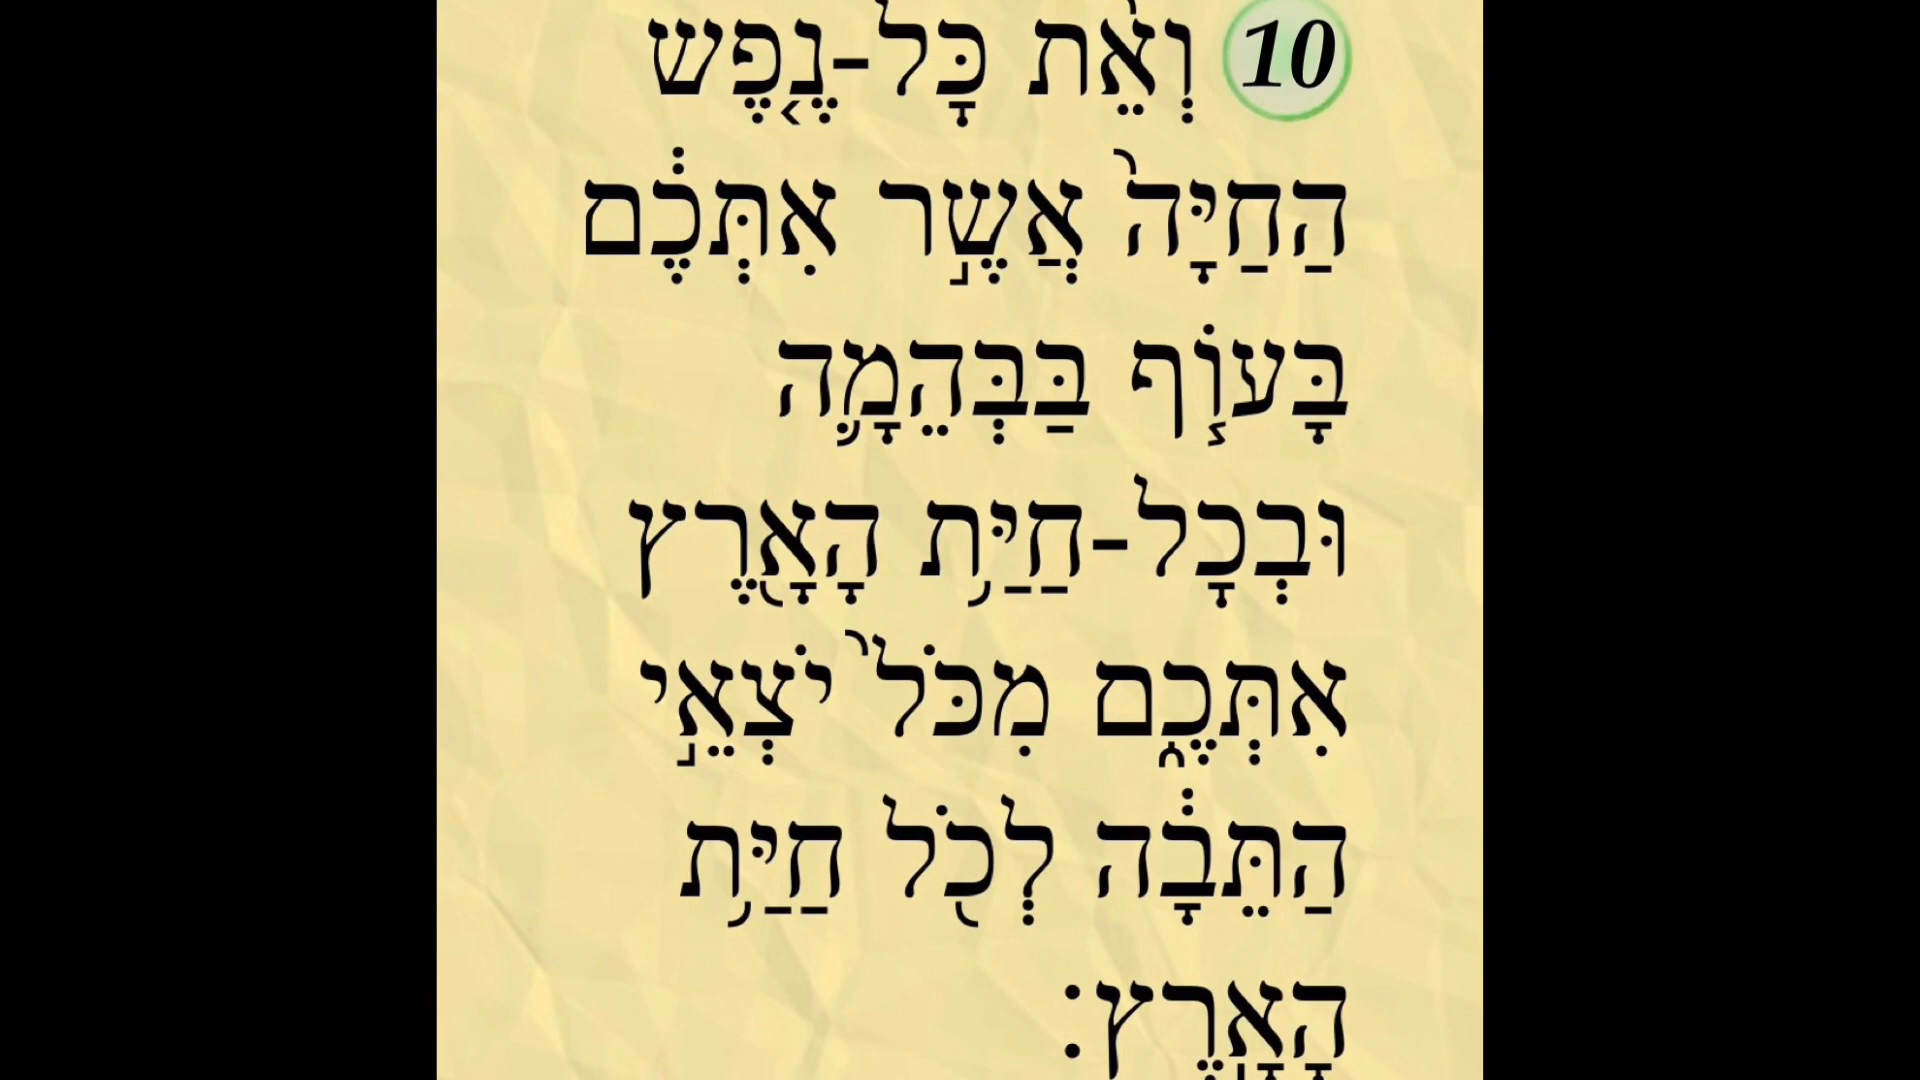 10 וְאֵ֨ת כָּל-נֶ֤פֶשׁ
הַֽחַיָּה֙ אֲשֶׁ֣ר אִתְּכֶ֔ם
בָּע֧וֹף בַּבְּהֵמָ֛ה
וּֽבְכָל-חַיַּ֥ת הָאָ֖רֶץ
אִתְּכֶ֑ם מִכֹּל֙ יֹצְאֵ֣י
הַתֵּבָ֔ה לְכֹ֖ל חַיַּ֥ת
הָאָֽרֶץ׃